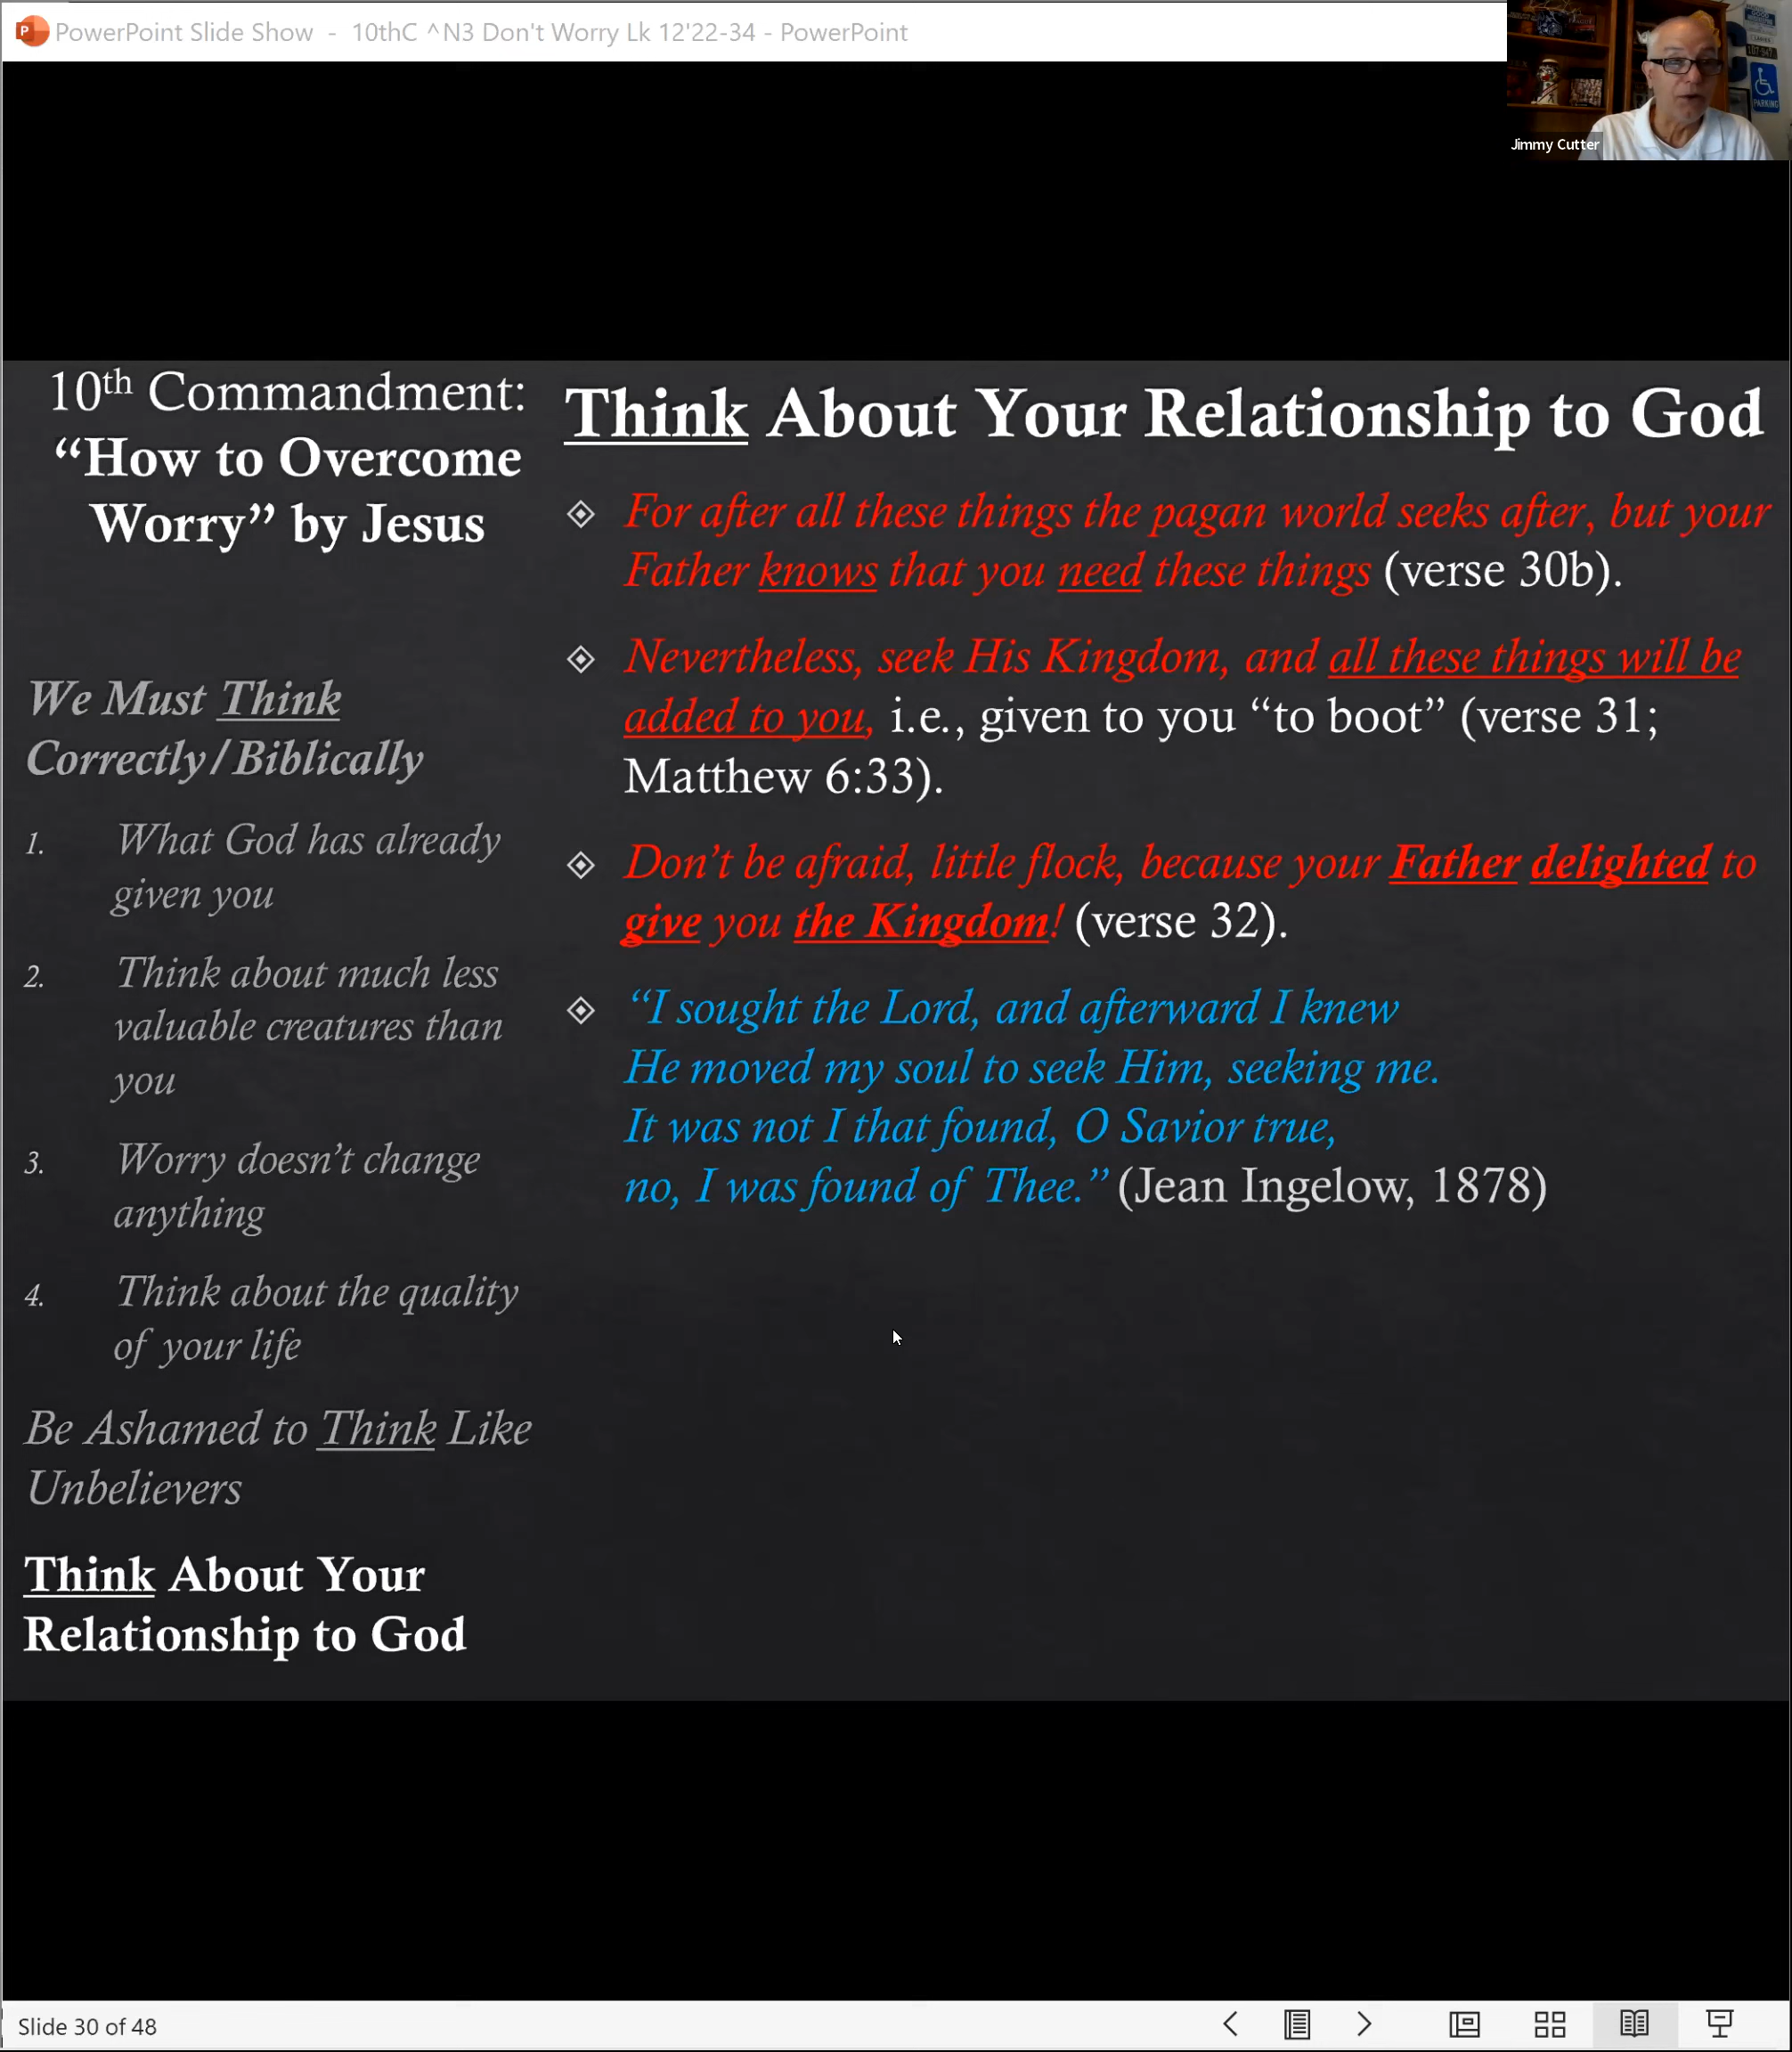 PowerPoint Slide Show - 10thC ^N3 Don't Worry Lk 12'22-34 - PowerPoint
PARKING
Jimmy Cutter
10th Commandment:
“How to Overcome
Worry” by Jesus
We Must Think
Correctly/Biblically
1. What God has already
given you
2. Think about much less
valuable creatures than
you
3. Worry doesn’t change
anything
4. Think about the quality
of your life
Be Ashamed to Think Like
Unbelievers
Think About Your
Relationship to God
Think About Your Relationship to God
For after all these things the pagan world seeks after, but your
Father knows that you need these things (verse 30b).
Nevertheless, seek His Kingdom, and all these things will be
added to you, i.e., given to you “to boot” (verse 31;
Matthew 6:33).
Don’t be afraid, little flock, because your Father delighted to
give you the Kingdom! (verse 32).
“I sought the Lord, and afterward I knew
He moved my soul to seek Him, seeking me.
It was not I that found, O Savior true,
no, I was found of Thee.” (Jean Ingelow, 1878)
Slide 30 of 48